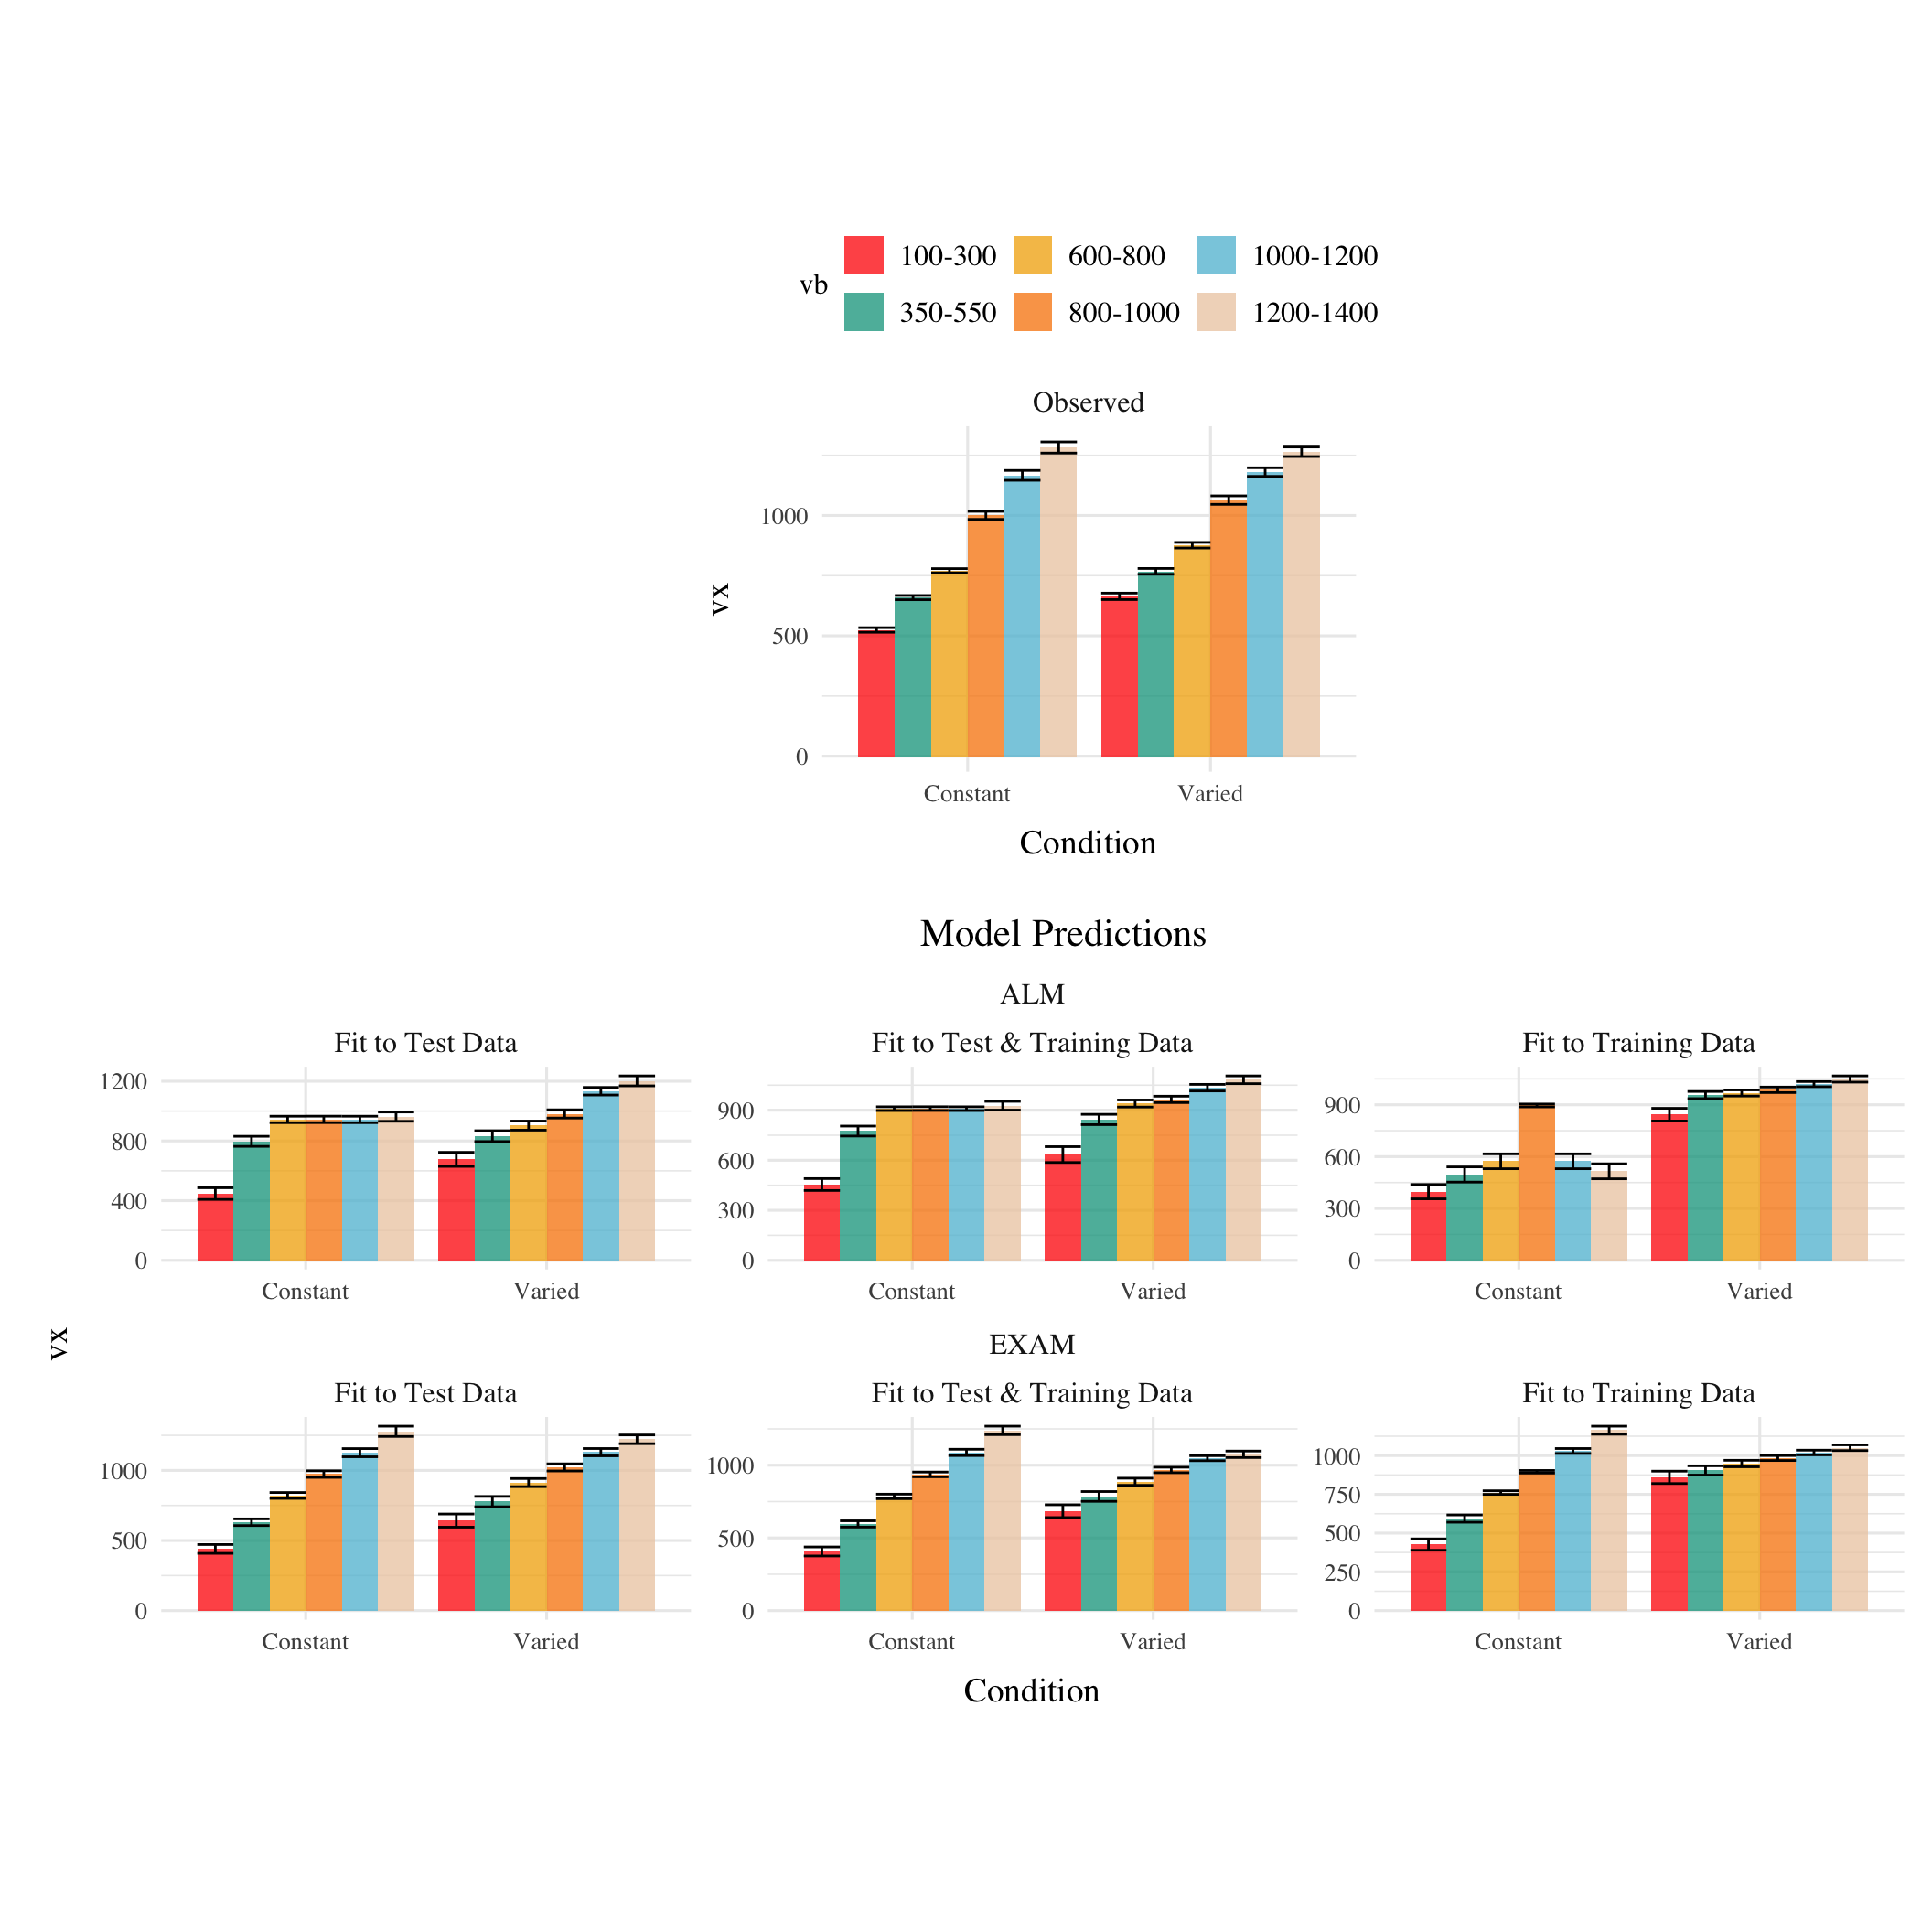 vb
100-300 600-800 1000-1200
350-550 800-1000 1200-1400
Observed
vx
1000
500
0
Constant Varied
Condition
Model Predictions
ALM
Fit to Test Data Fit to Test & Training Data Fit to Training Data
1200
800
400
0
Constant Varied
900
600
300
0
Constant Varied
900
600
300
0
Constant Varied
vx
EXAM
Fit to Test Data Fit to Test & Training Data Fit to Training Data
1000
500
0
Constant Varied
1000
500
0
Constant Varied
1000
750
500
250
0
Constant Varied
Condition